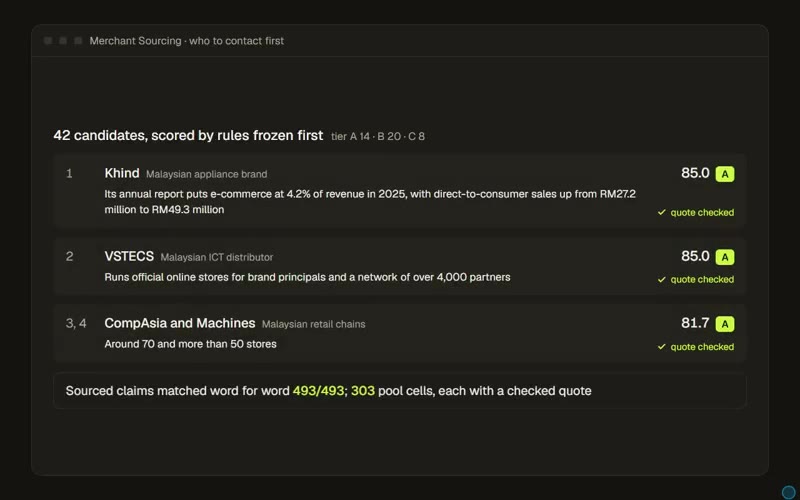 Merchant Sourcing · who to contact first
42 candidates, scored by rules frozen first tier A 14 · B 20 · C 8
1 Khind Malaysian appliance brand 85.0 A
Its annual report puts e-commerce at 4.2% of revenue in 2025, with direct-to-consumer sales up from RM27.2
million to RM49.3 million
✓ quote checked
2 VSTECS Malaysian ICT distributor 85.0 A
Runs official online stores for brand principals and a network of over 4,000 partners
✓ quote checked
3, 4 CompAsia and Machines Malaysian retail chains 81.7 A
Around 70 and more than 50 stores
✓ quote checked
Sourced claims matched word for word 493/493; 303 pool cells, each with a checked quote